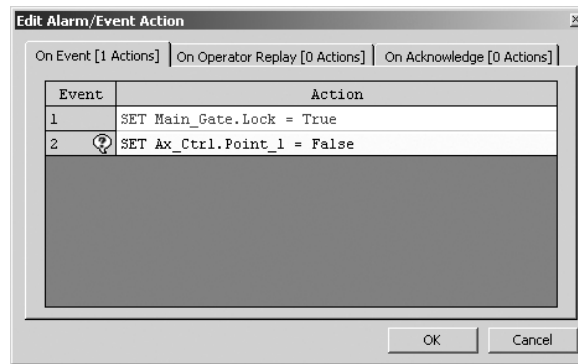 Edit Alarm/Event Action
On Event [1 Actions] On Operator Replay [0 Actions] On Acknowledge [0 Actions]
Event Action
1 SET Main_Gate.Lock = True
2 SET Ax_Ctrl.Point_1 = False
OK Cancel